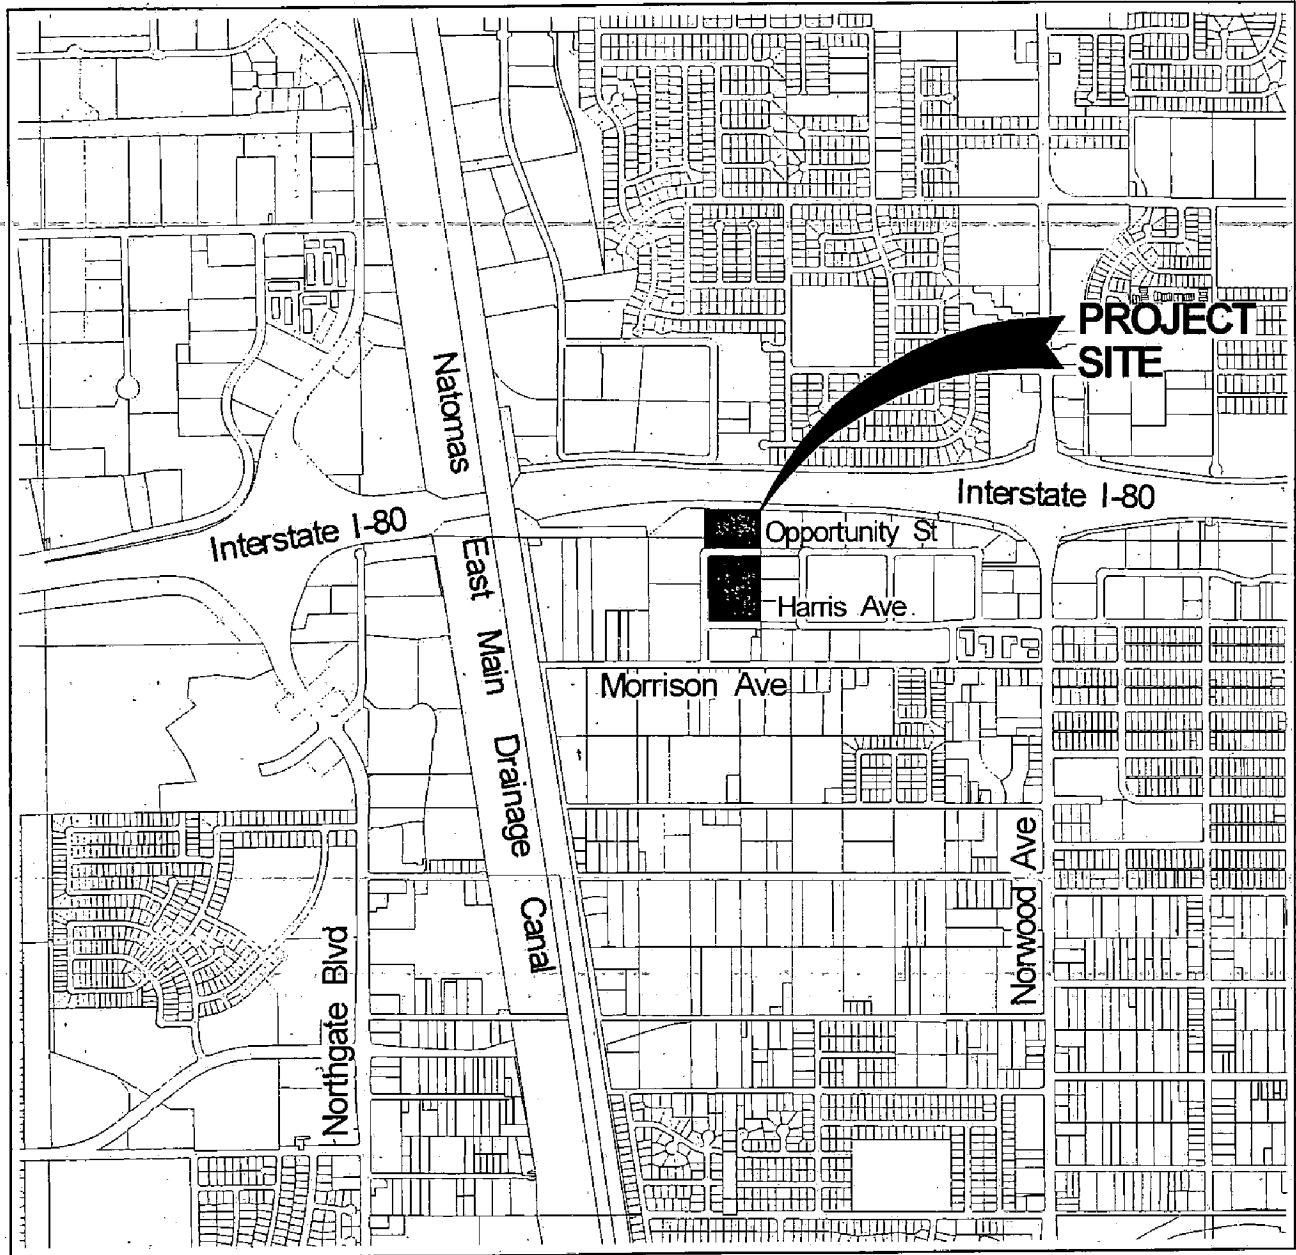 PROJECT
SITE
Natomas
Interstate I-80
Interstate I-80
Opportunity St
East Main Drainage Canal
Harris Ave.
Morrison Ave
Norwood Ave
Northgate Blvd